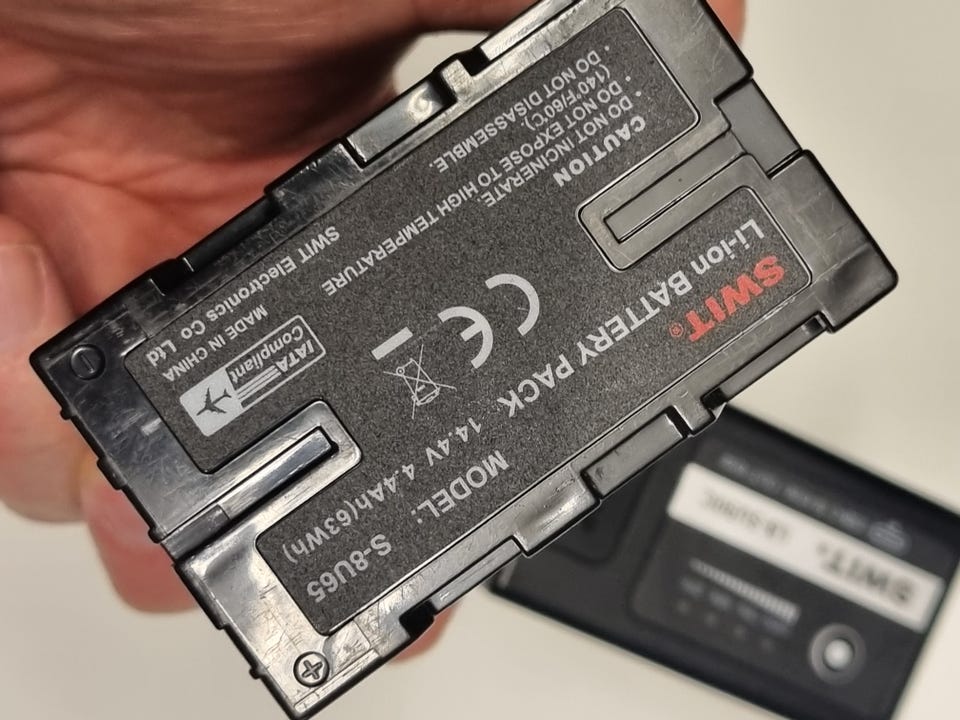 SWIT®
Li-ion BATTERY PACK
14.4V 4.4Ah(63Wh)
MODEL:
S-8U65
CE
CAUTION
· DO NOT INCINERATE.
· DO NOT EXPOSE TO HIGH TEMPERATURE
(140°F/60°C).
· DO NOT DISASSEMBLE.
SWIT Electronics Co Ltd
MADE IN CHINA
IATA
Compliant
SWIT®